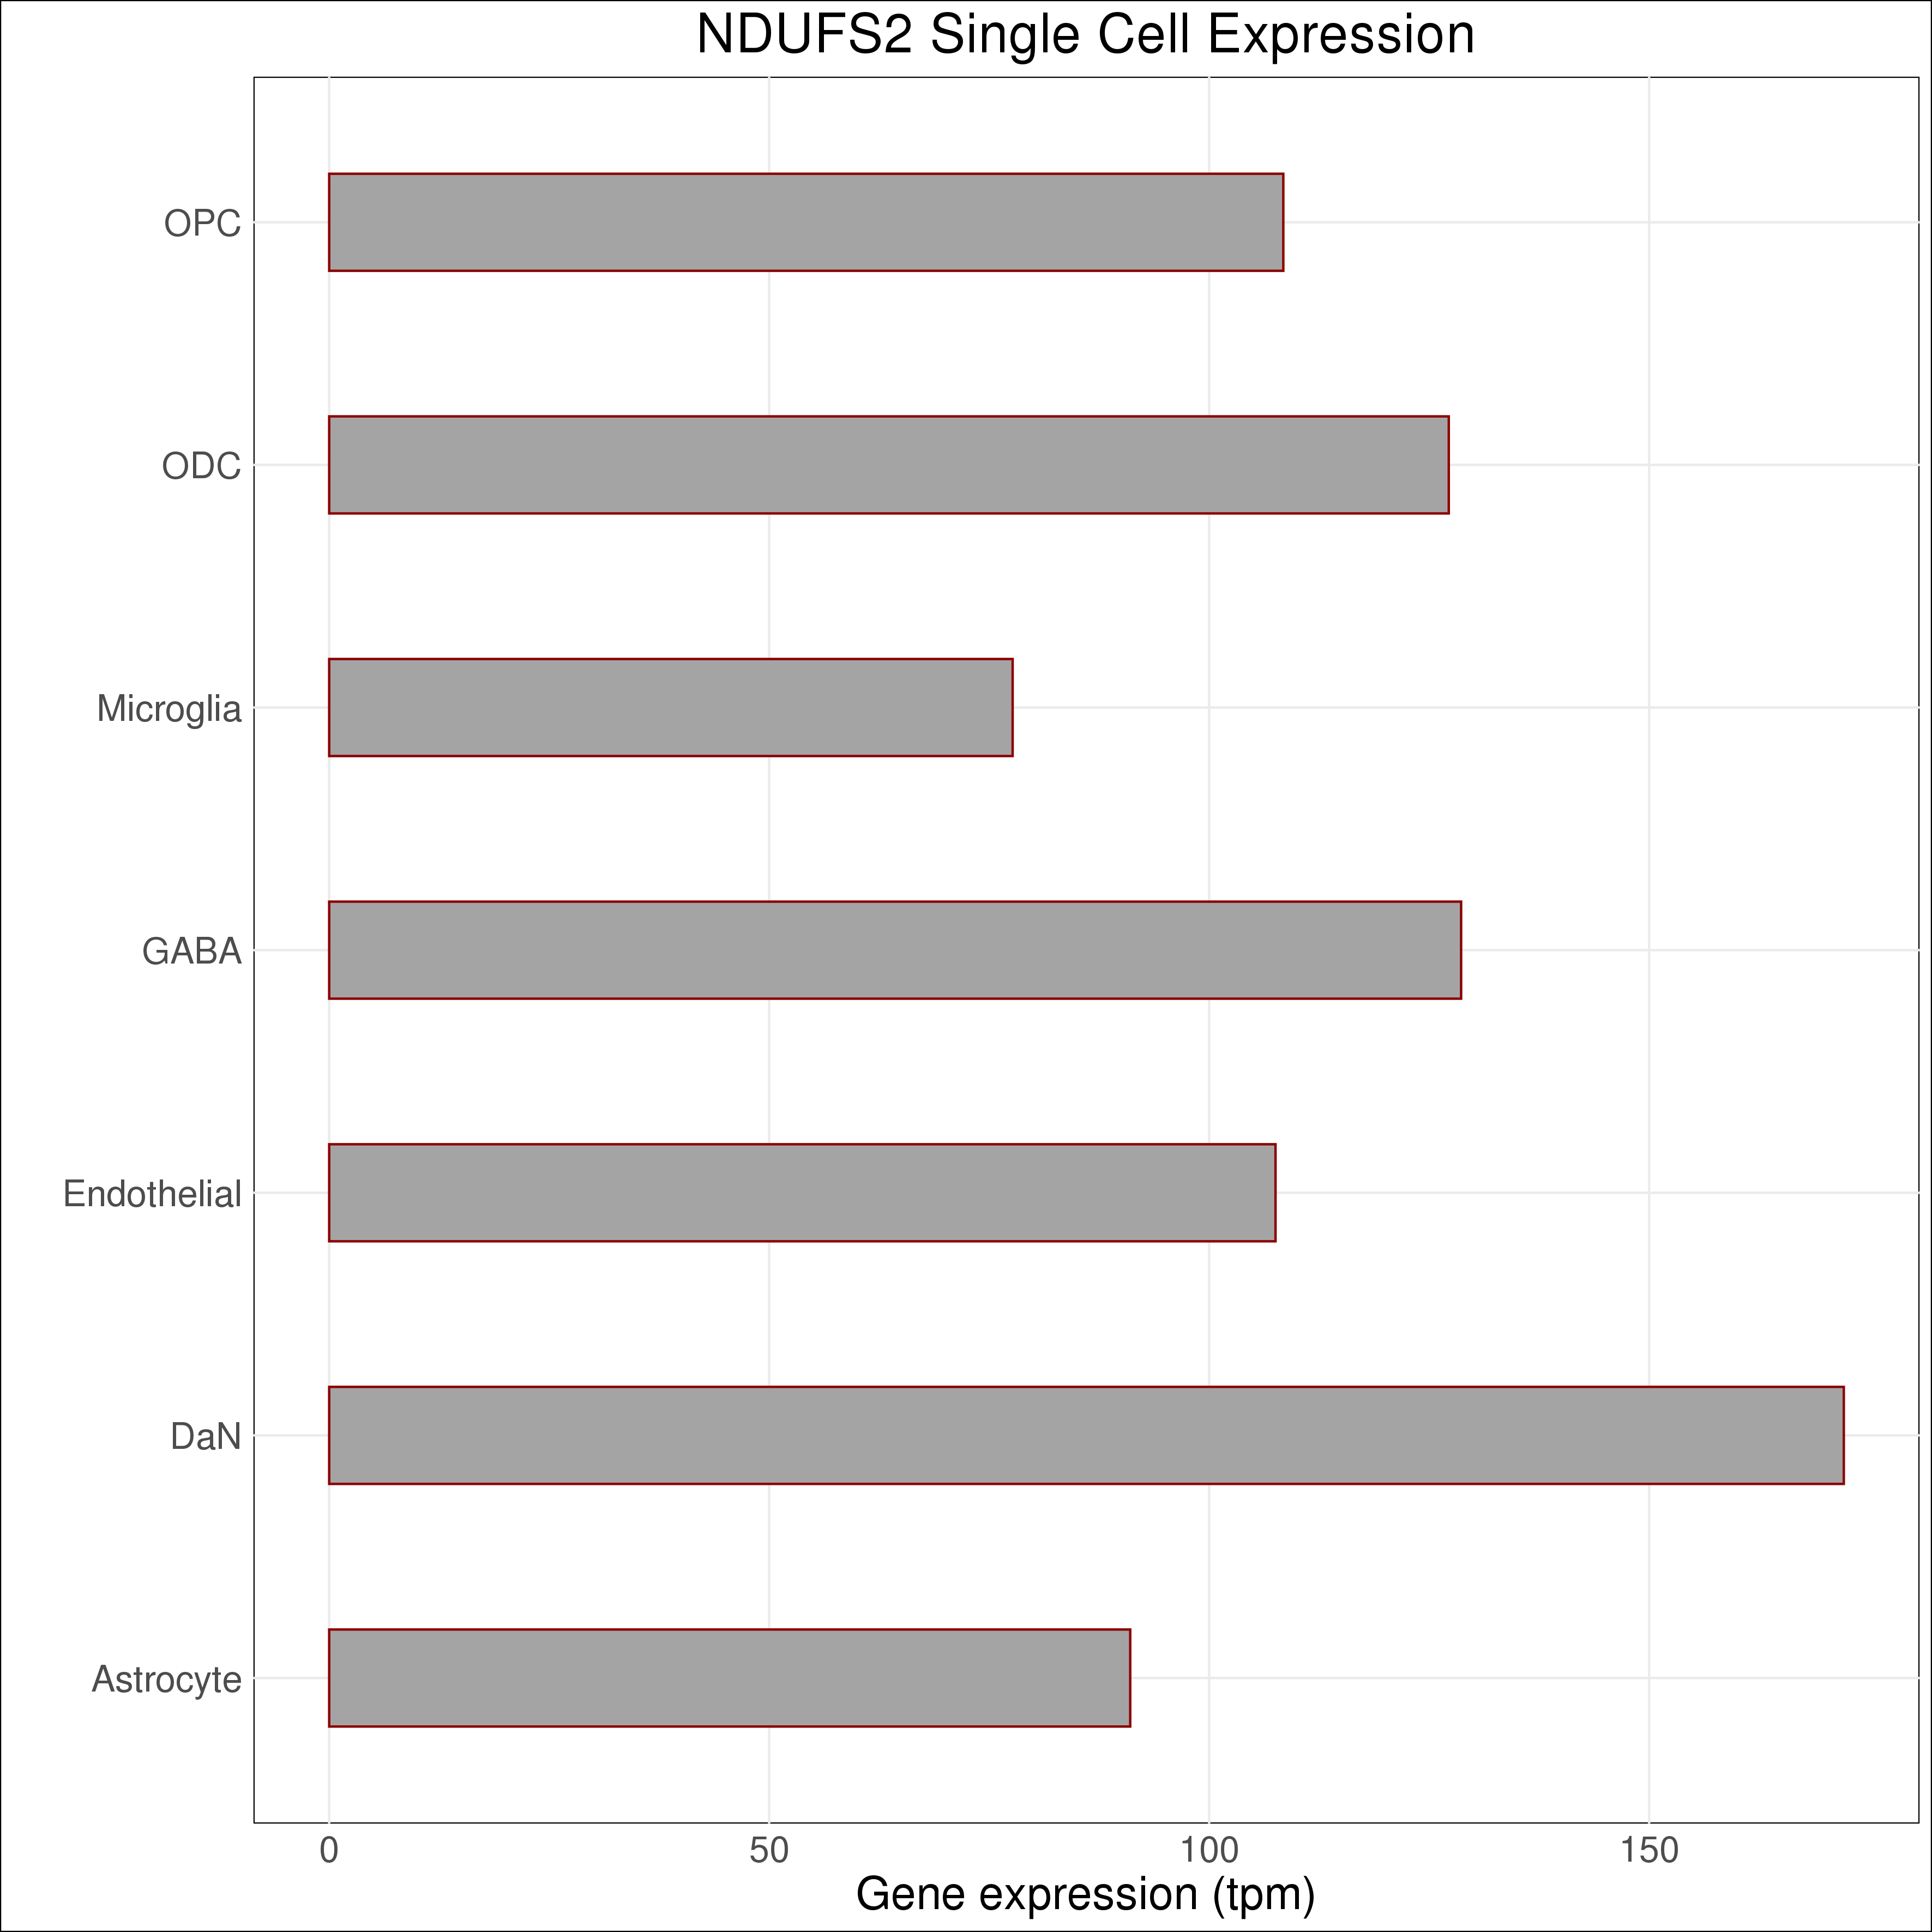 NDUFS2 Single Cell Expression
OPC
ODC
Microglia
GABA
Endothelial
DaN
Astrocyte
0 50 100 150
Gene expression (tpm)